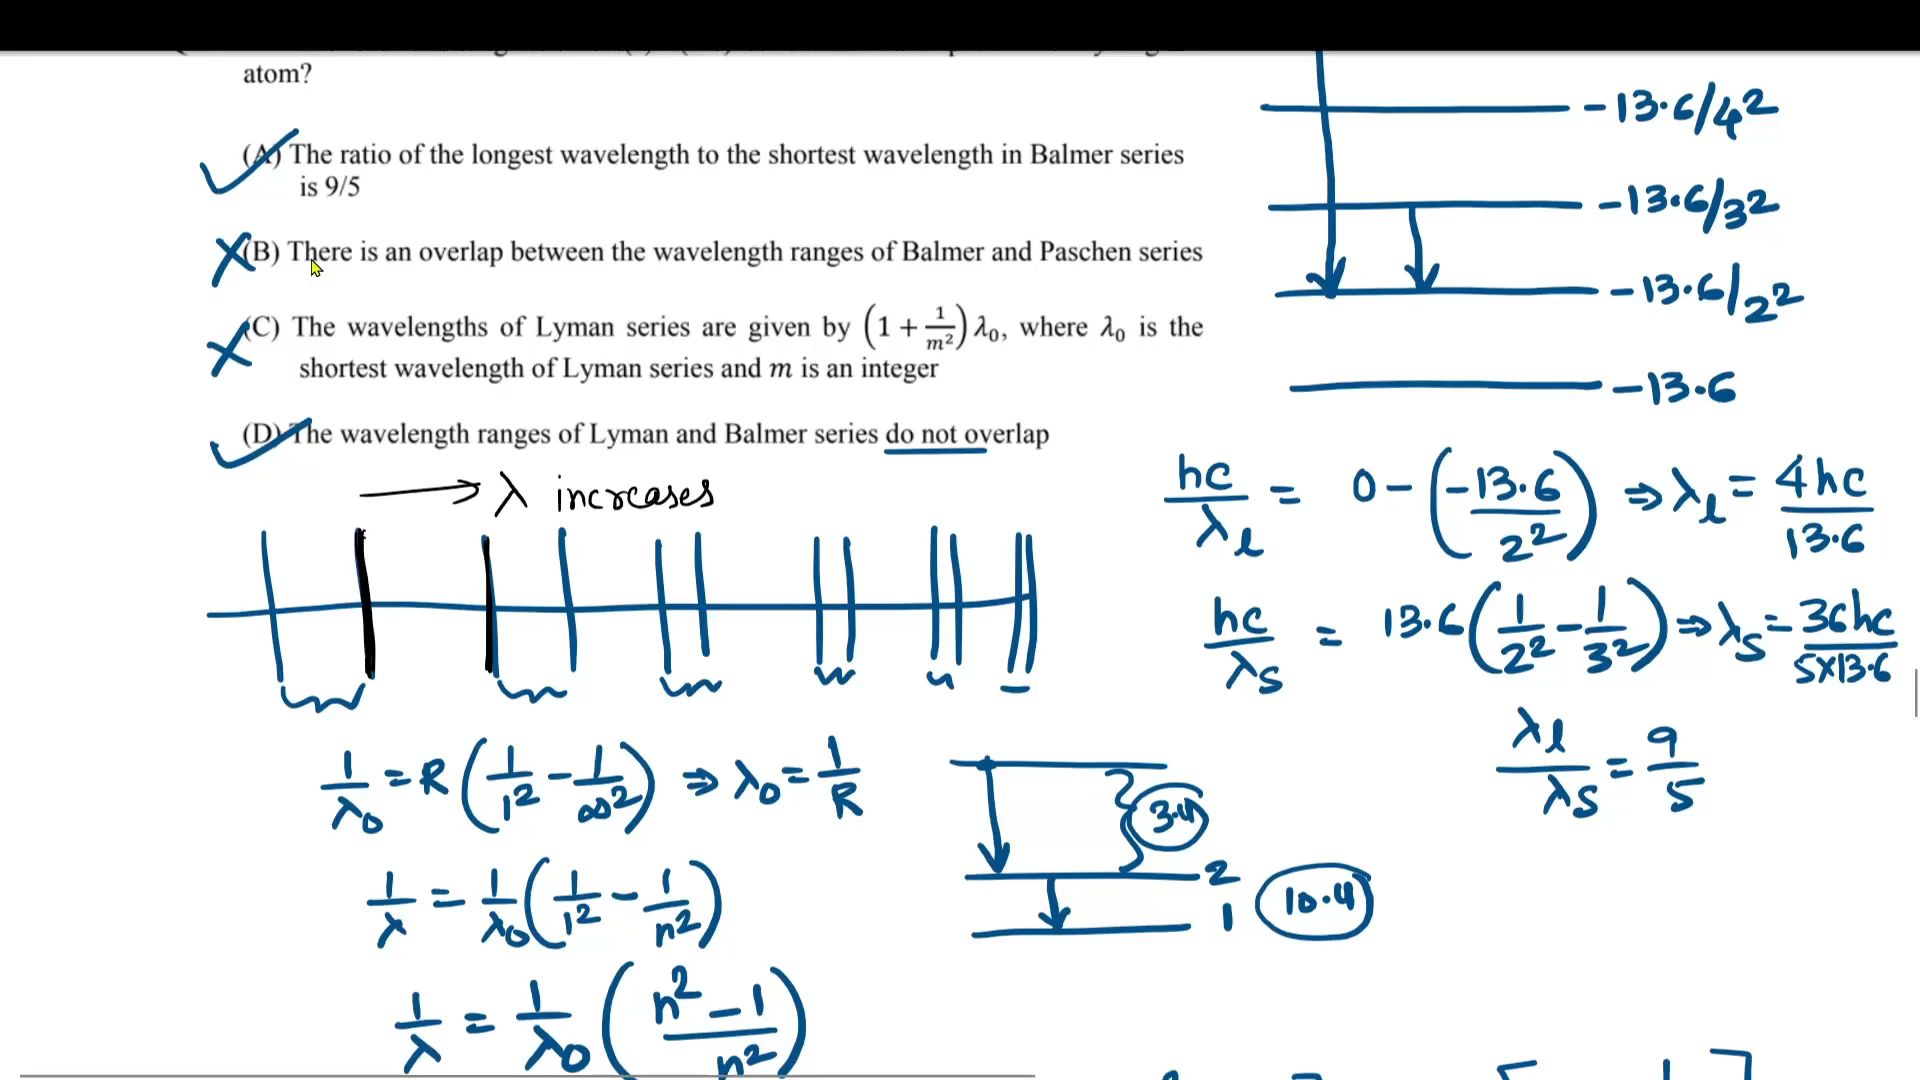 atom?
(A) The ratio of the longest wavelength to the shortest wavelength in Balmer series
is 9/5
(B) There is an overlap between the wavelength ranges of Balmer and Paschen series
(C) The wavelengths of Lyman series are given by (1 + 1/m²) λ₀, where λ₀ is the
shortest wavelength of Lyman series and m is an integer
(D) The wavelength ranges of Lyman and Balmer series do not overlap
→ λ increases
1/λ₀ = R (1/1² − 1/∞²) ⇒ λ₀ = 1/R
1/λ = 1/λ₀ (1/1² − 1/n²)
1/λ = 1/λ₀ (n² − 1 / n²)
−13.6/4²
−13.6/3²
−13.6/2²
−13.6
hc/λl = 0 − (−13.6/2²) ⇒ λl = 4hc/13.6
hc/λs = 13.6 (1/2² − 1/3²) ⇒ λs = 36hc/5×13.6
λl/λs = 9/5
3.4
2
1
10.4